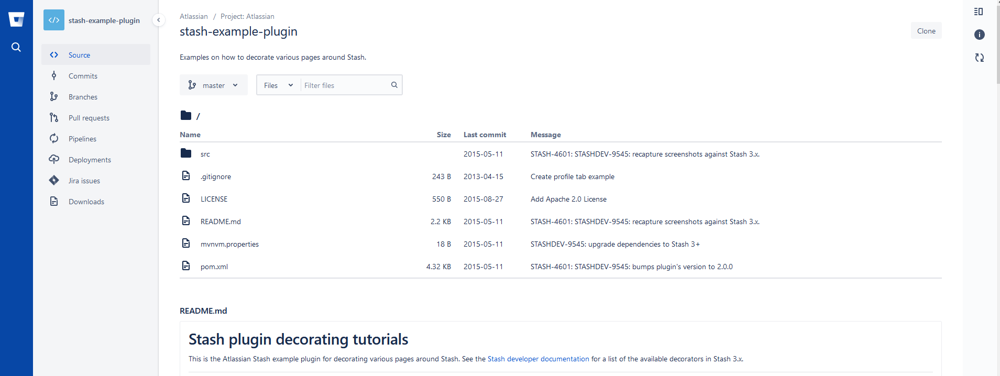 stash-example-plugin
Source
Commits
Branches
Pull requests
Pipelines
Deployments
Jira issues
Downloads
Atlassian / Project: Atlassian
stash-example-plugin
Clone
Examples on how to decorate various pages around Stash.
master Files Filter files
/
Name Size Last commit Message
src 2015-05-11 STASH-4601: STASHDEV-9545: recapture screenshots against Stash 3.x.
.gitignore 243 B 2013-04-15 Create profile tab example
LICENSE 550 B 2015-08-27 Add Apache 2.0 License
README.md 2.2 KB 2015-05-11 STASH-4601: STASHDEV-9545: recapture screenshots against Stash 3.x.
mvnvm.properties 18 B 2015-05-11 STASHDEV-9545: upgrade dependencies to Stash 3+
pom.xml 4.32 KB 2015-05-11 STASH-4601: STASHDEV-9545: bumps plugin's version to 2.0.0
README.md
Stash plugin decorating tutorials
This is the Atlassian Stash example plugin for decorating various pages around Stash. See the Stash developer documentation for a list of the available decorators in Stash 3.x.